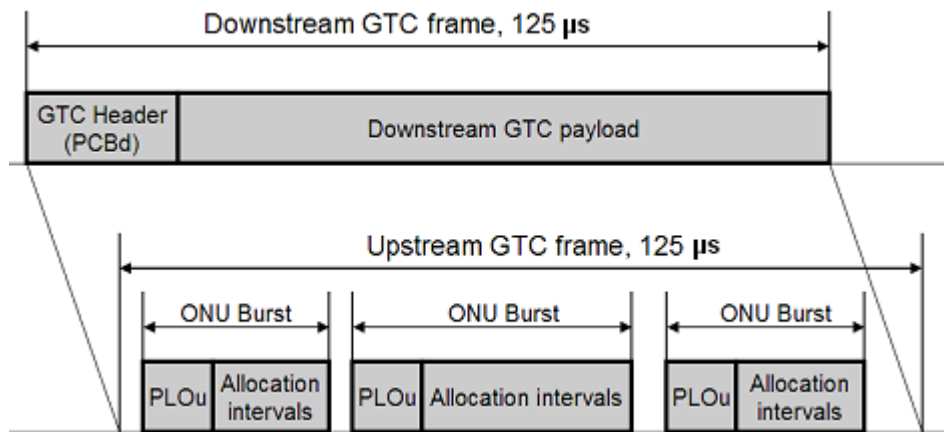 Downstream GTC frame, 125 µs
GTC Header
(PCBd)
Downstream GTC payload
Upstream GTC frame, 125 µs
ONU Burst
ONU Burst
ONU Burst
PLOu
Allocation
intervals
PLOu
Allocation intervals
PLOu
Allocation
intervals